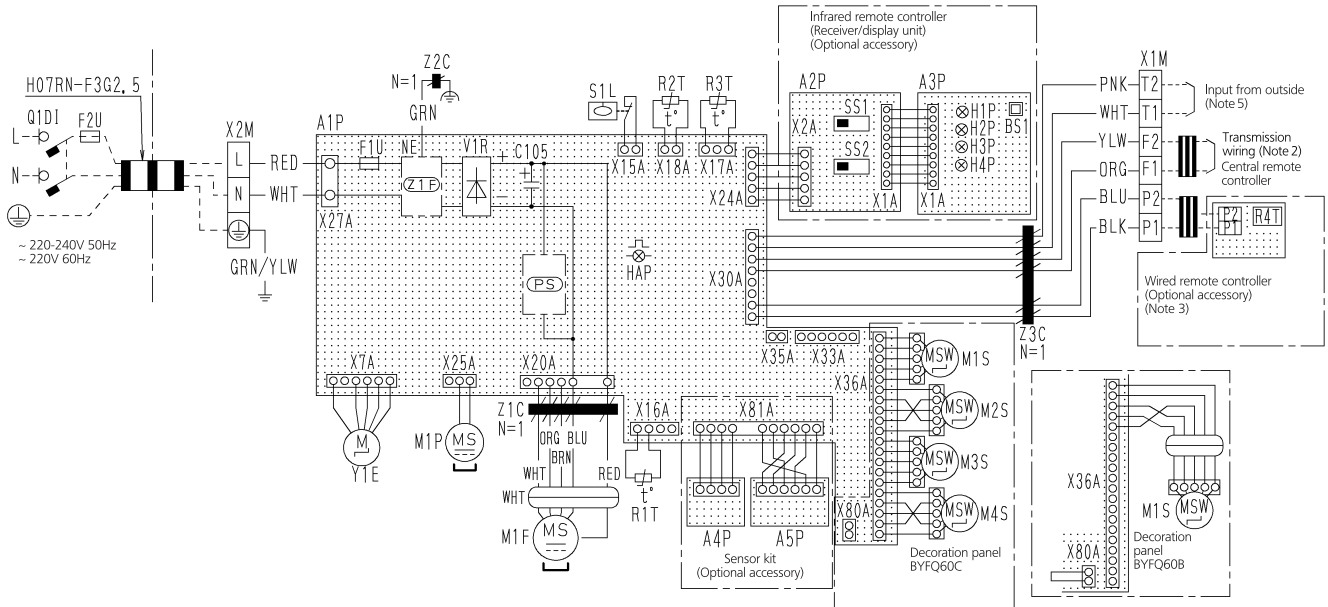 Infrared remote controller
(Receiver/display unit)
(Optional accessory)
H07RN-F3G2.5
Q1DI
F2U
L
N
~ 220-240V 50Hz
~ 220V 60Hz
X2M
L
N
RED
WHT
GRN/YLW
Z2C
N=1
GRN
A1P
F1U
NE
Z1F
V1R
+
-
C105
+
X27A
PS
HAP
S1L
R2T
t°
R3T
t°
X15A
X18A
X17A
X24A
X30A
A2P
X2A
SS1
SS2
X1A
A3P
H1P
H2P
H3P
H4P
BS1
X1A
X1M
PNK
T2
WHT
T1
YLW
F2
ORG
F1
BLU
P2
BLK
P1
Input from outside
(Note 5)
Transmission
wiring (Note 2)
Central remote
controller
P2
P1
R4T
Wired remote controller
(Optional accessory)
(Note 3)
Z3C
N=1
X7A
M
Y1E
X25A
M1P
MS
X20A
Z1C
N=1
ORG
BLU
BRN
WHT
RED
WHT
M1F
MS
X16A
t°
R1T
X81A
A4P
A5P
Sensor kit
(Optional accessory)
X35A
X33A
X36A
X80A
MSW
M1S
MSW
M2S
MSW
M3S
MSW
M4S
Decoration panel
BYFQ60C
X36A
X80A
M1S
MSW
Decoration
panel
BYFQ60B